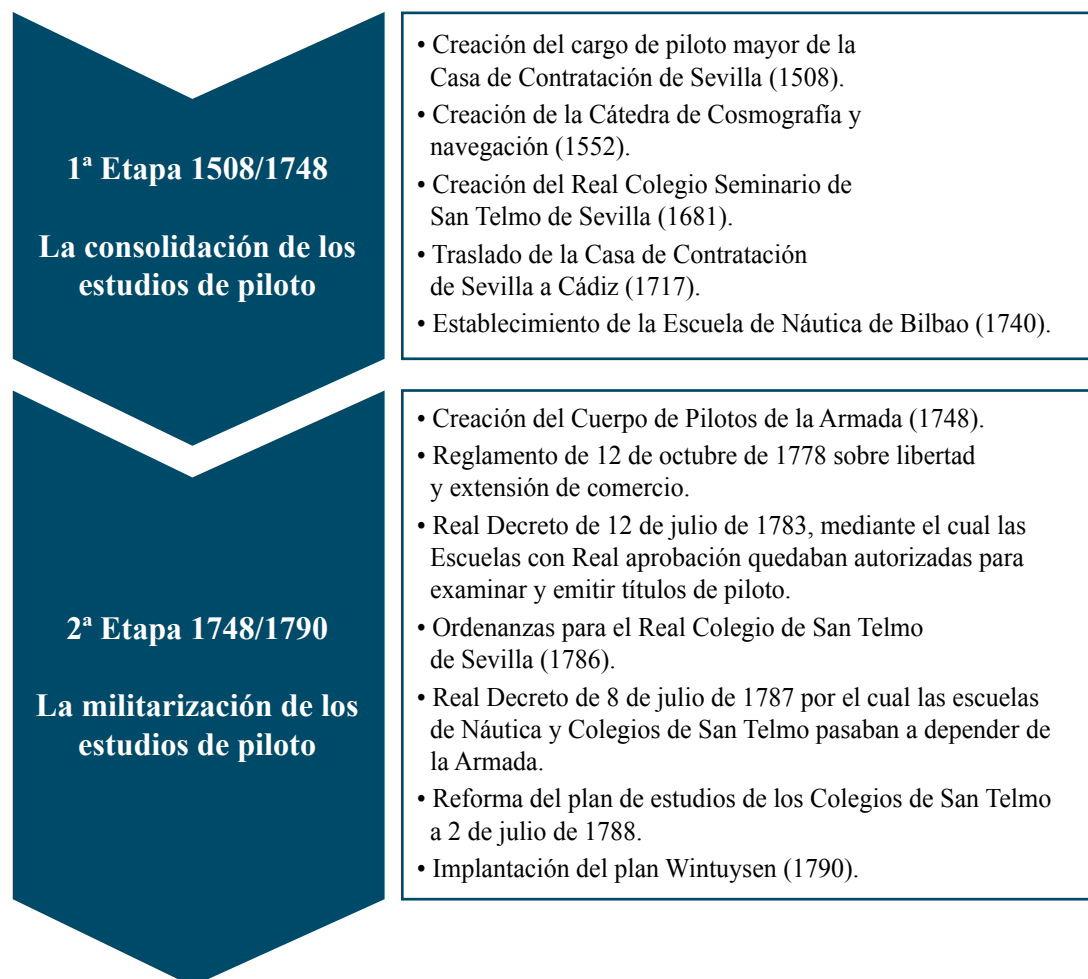 1ª Etapa 1508/1748
La consolidación de los
estudios de piloto
• Creación del cargo de piloto mayor de la
Casa de Contratación de Sevilla (1508).
• Creación de la Cátedra de Cosmografía y
navegación (1552).
• Creación del Real Colegio Seminario de
San Telmo de Sevilla (1681).
• Traslado de la Casa de Contratación
de Sevilla a Cádiz (1717).
• Establecimiento de la Escuela de Náutica de Bilbao (1740).
2ª Etapa 1748/1790
La militarización de los
estudios de piloto
• Creación del Cuerpo de Pilotos de la Armada (1748).
• Reglamento de 12 de octubre de 1778 sobre libertad
y extensión de comercio.
• Real Decreto de 12 de julio de 1783, mediante el cual las
Escuelas con Real aprobación quedaban autorizadas para
examinar y emitir títulos de piloto.
• Ordenanzas para el Real Colegio de San Telmo
de Sevilla (1786).
• Real Decreto de 8 de julio de 1787 por el cual las escuelas
de Náutica y Colegios de San Telmo pasaban a depender de
la Armada.
• Reforma del plan de estudios de los Colegios de San Telmo
a 2 de julio de 1788.
• Implantación del plan Wintuysen (1790).